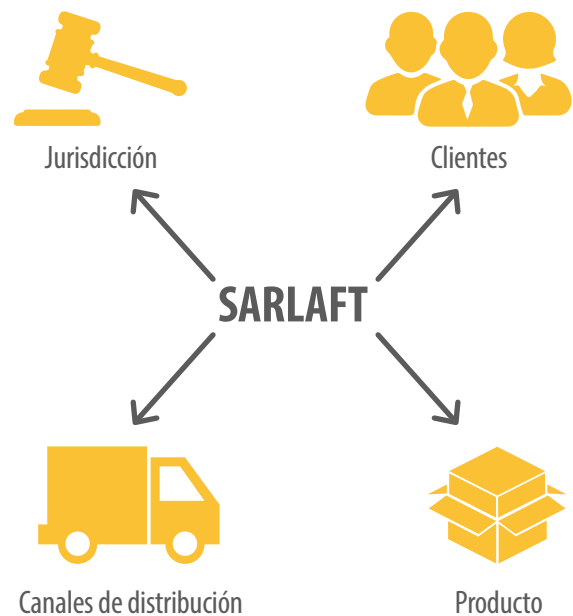 Jurisdicción
Clientes
SARLAFT
Canales de distribución
Producto